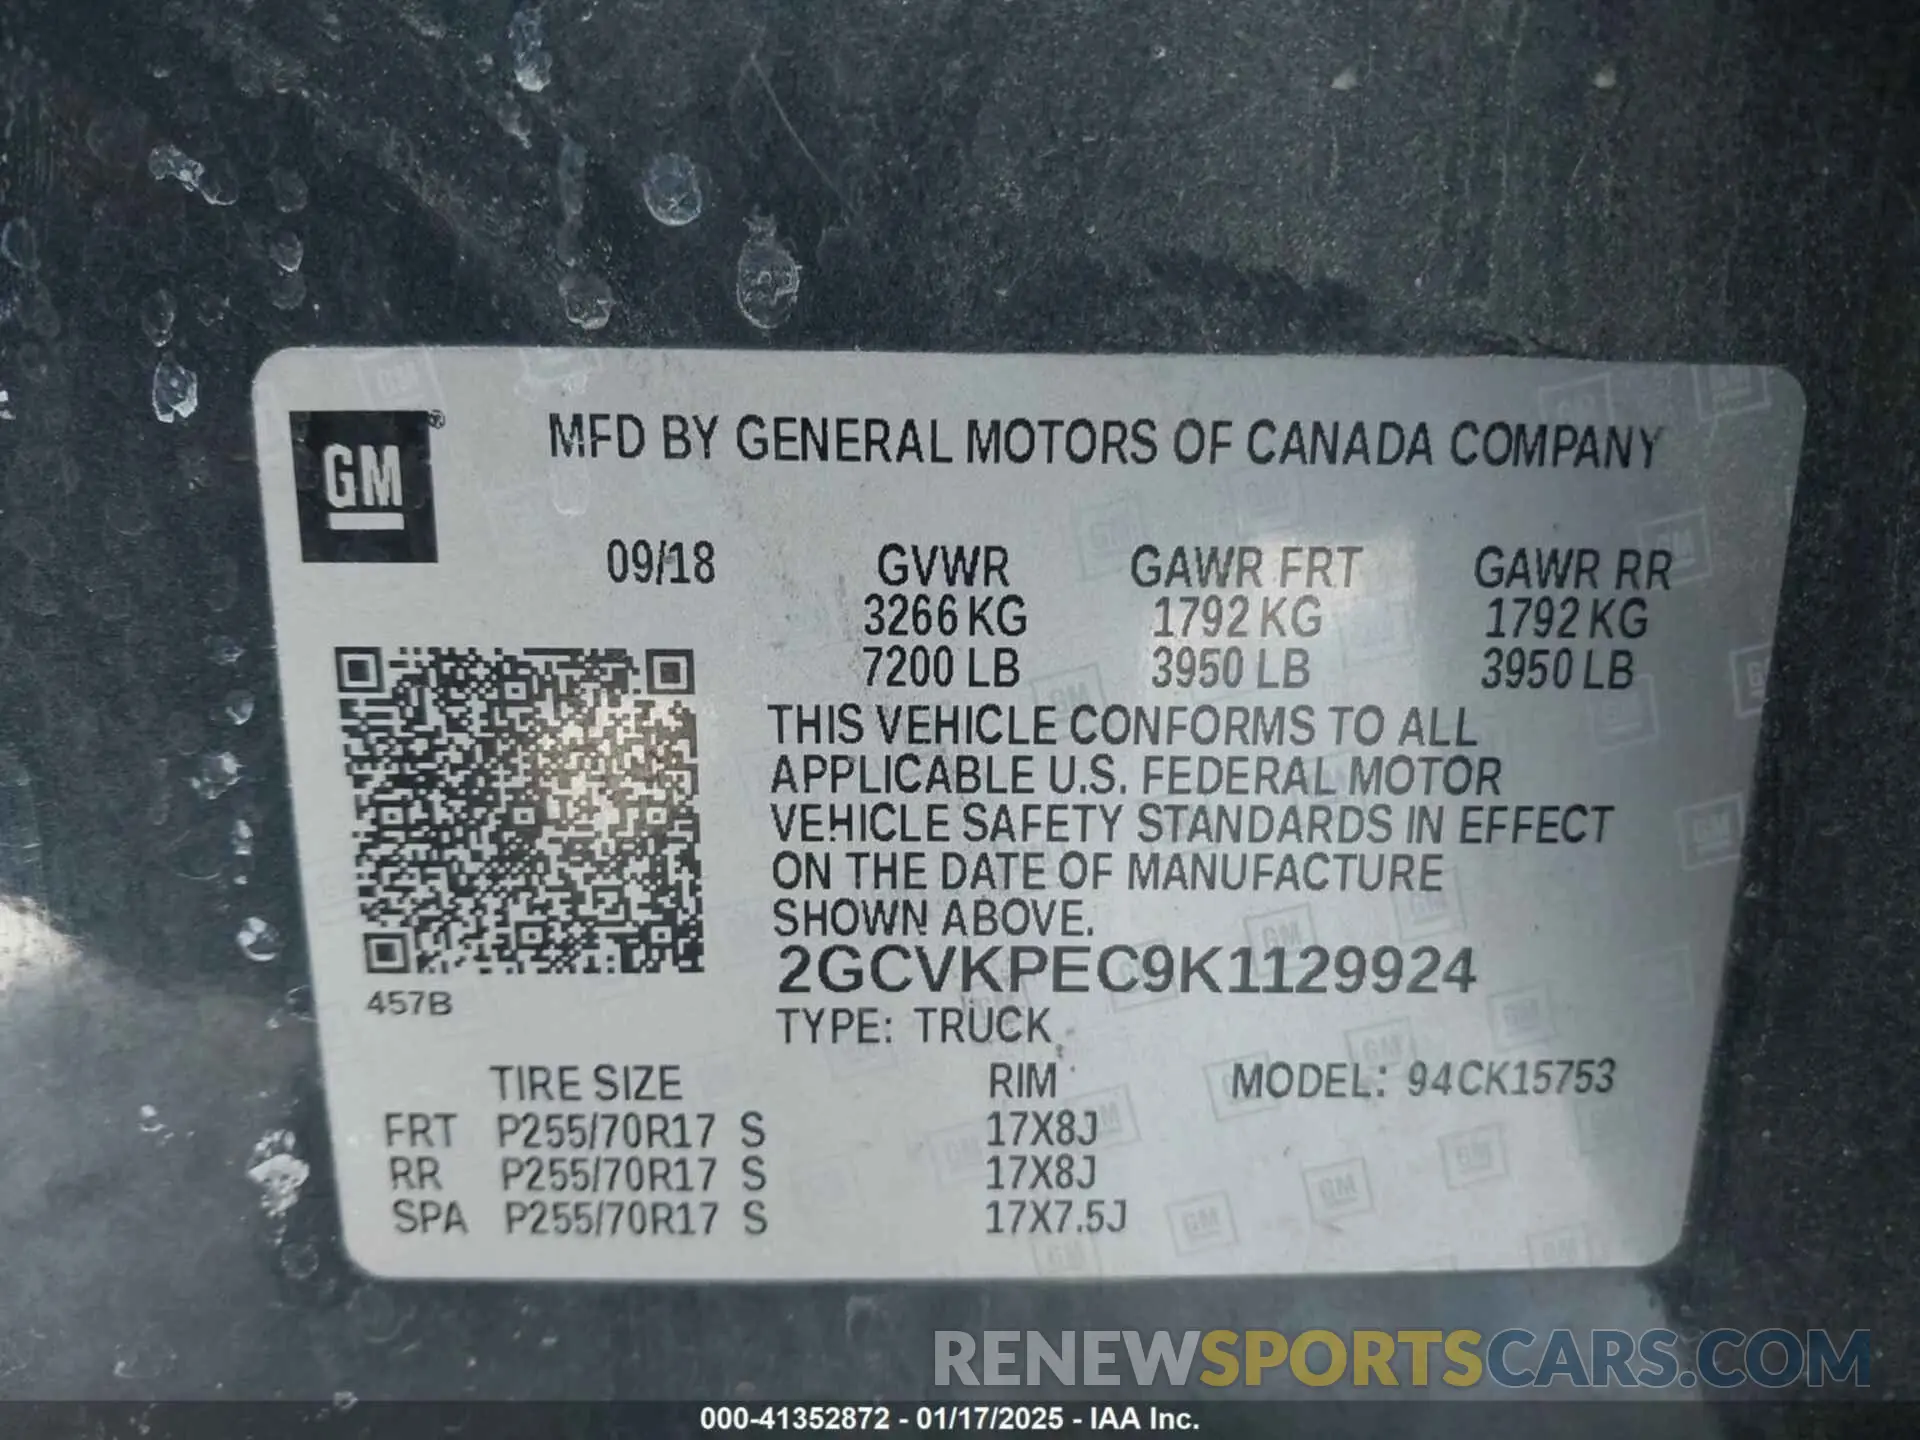 GM ®
MFD BY GENERAL MOTORS OF CANADA COMPANY
09/18 GVWR GAWR FRT GAWR RR
3266 KG 1792 KG 1792 KG
7200 LB 3950 LB 3950 LB
THIS VEHICLE CONFORMS TO ALL
APPLICABLE U.S. FEDERAL MOTOR
VEHICLE SAFETY STANDARDS IN EFFECT
ON THE DATE OF MANUFACTURE
SHOWN ABOVE.
2GCVKPEC9K1129924
457B
TYPE: TRUCK
TIRE SIZE RIM MODEL: 94CK15753
FRT P255/70R17 S 17X8J
RR P255/70R17 S 17X8J
SPA P255/70R17 S 17X7.5J
RENEWSPORTSCARS.COM
000-41352872 - 01/17/2025 - IAA Inc.